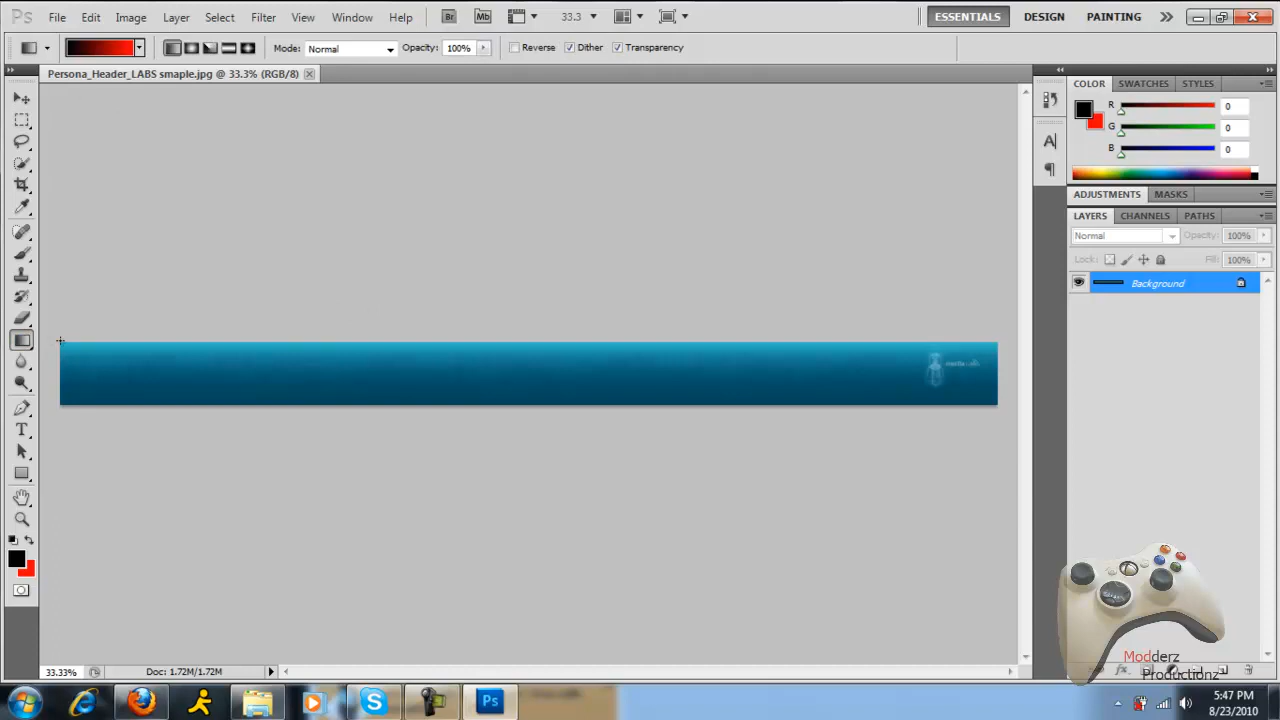 Ps File Edit Image Layer Select Filter View Window Help Br Mb 33.3 ESSENTIALS DESIGN PAINTING
Mode: Normal Opacity: 100% Reverse Dither Transparency
Persona_Header_LABS smaple.jpg @ 33.3% (RGB/8)
COLOR SWATCHES STYLES
R 0
G 0
B 0
ADJUSTMENTS MASKS
LAYERS CHANNELS PATHS
Normal Opacity: 100%
Lock: Fill: 100%
Background
33.33% Doc: 1.72M/1.72M
Modderz
Productionz
Ps
5:47 PM
8/23/2010